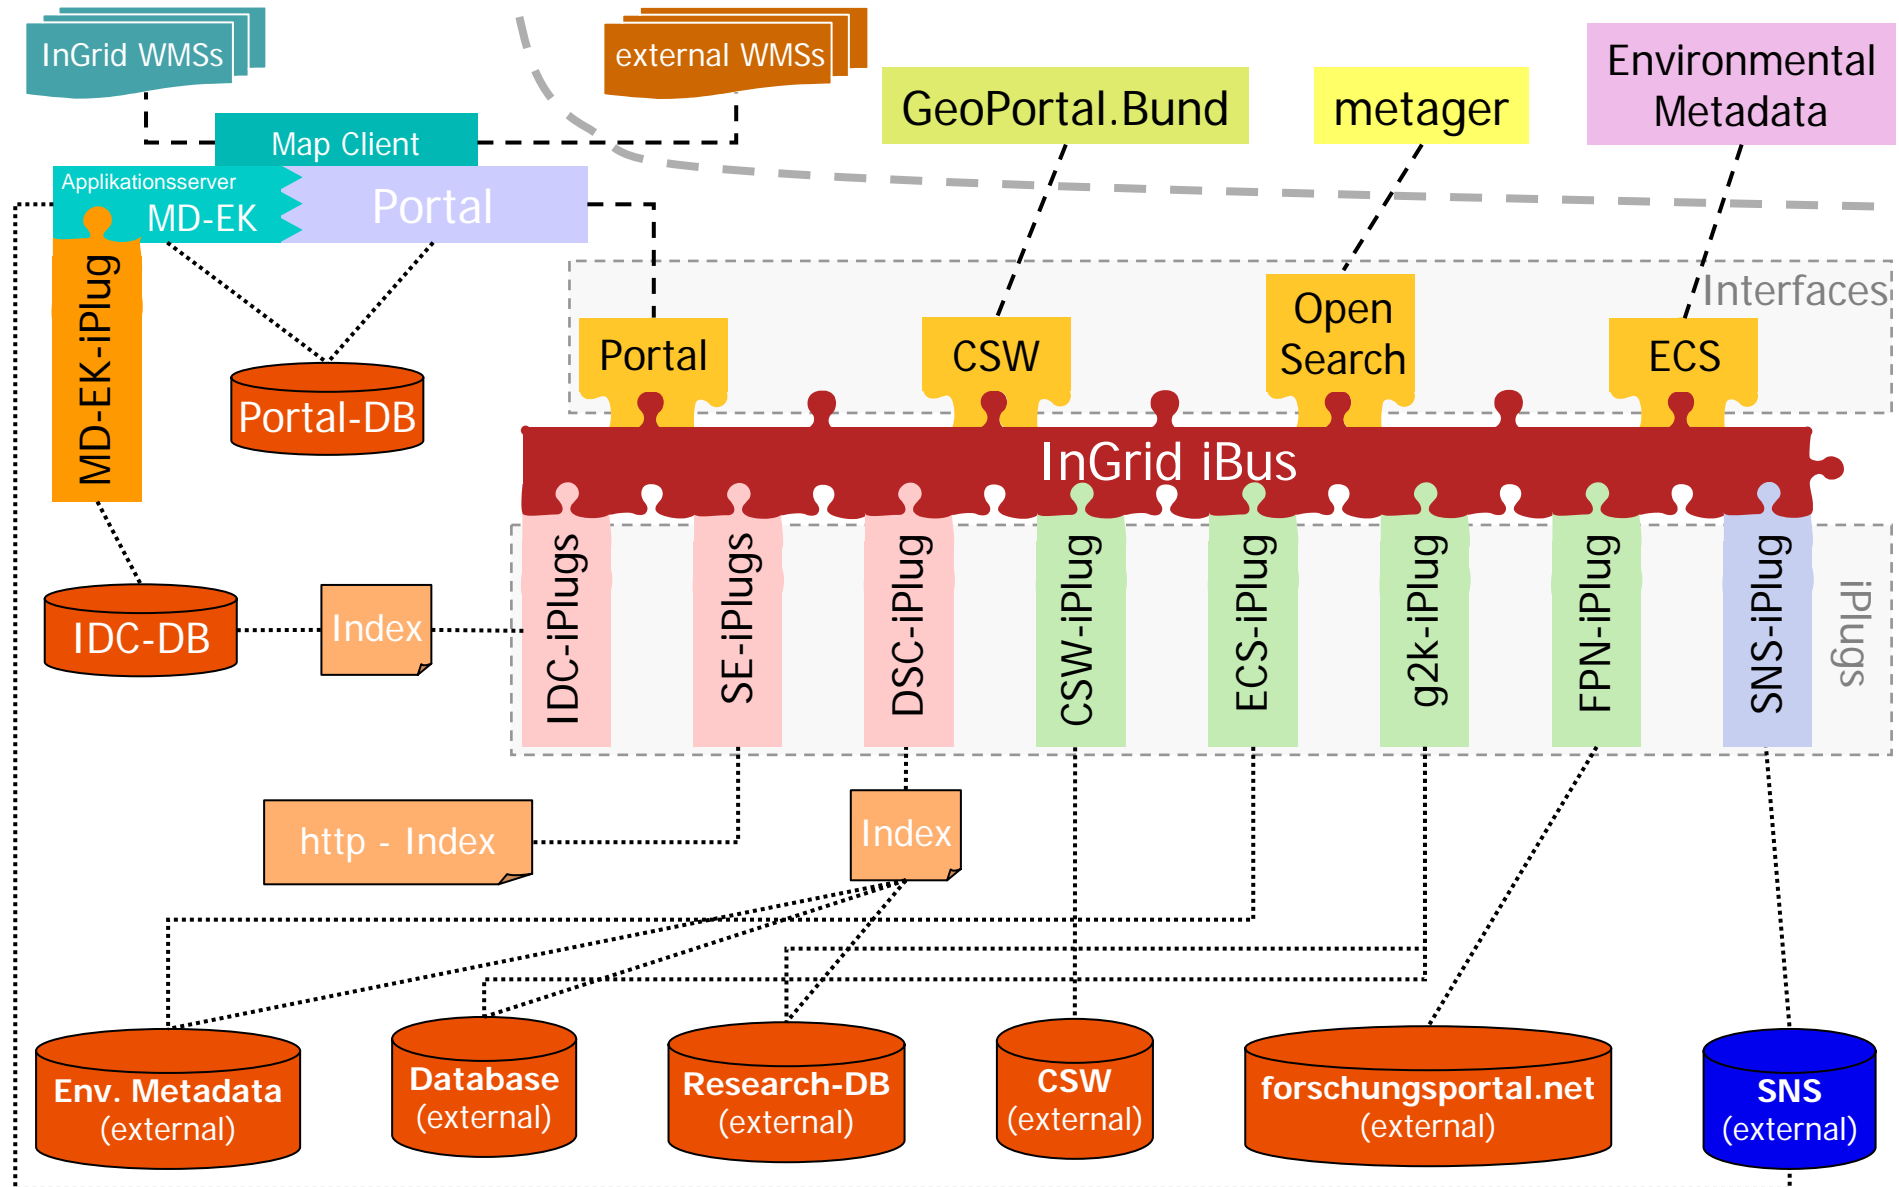 InGrid WMSs
external WMSs
Environmental
Metadata
GeoPortal.Bund
metager
Map Client
Applikationsserver
MD-EK
Portal
MD-EK-iPlug
Interfaces
Portal
CSW
Open
Search
ECS
Portal-DB
InGrid iBus
IDC-iPlugs
SE-iPlugs
DSC-iPlug
CSW-iPlug
ECS-iPlug
g2k-iPlug
FPN-iPlug
SNS-iPlug
iPlugs
IDC-DB
Index
http - Index
Index
Env. Metadata
(external)
Database
(external)
Research-DB
(external)
CSW
(external)
forschungsportal.net
(external)
SNS
(external)